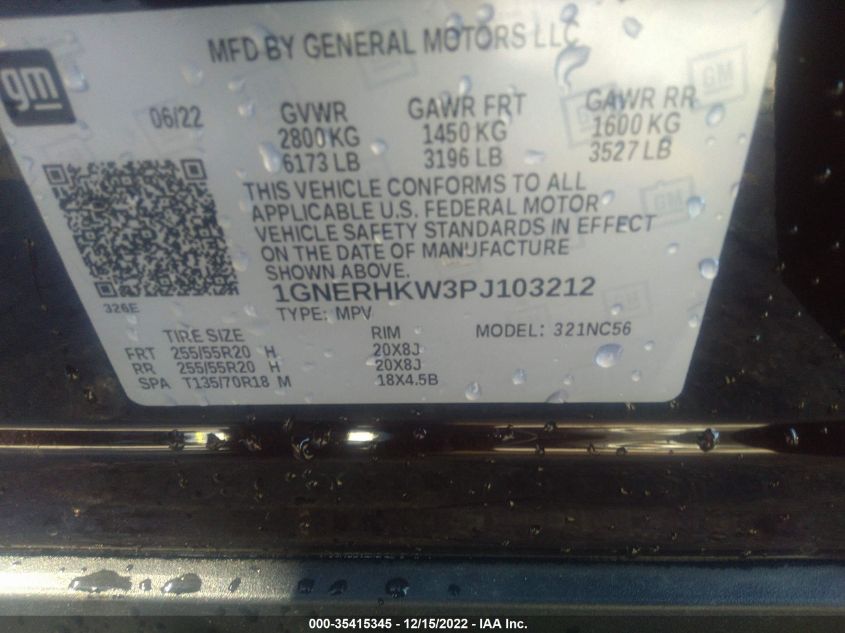 MFD BY GENERAL MOTORS LLC
gm
GM
06/22 GVWR GAWR FRT GAWR RR
2800 KG 1450 KG 1600 KG
6173 LB 3196 LB 3527 LB
THIS VEHICLE CONFORMS TO ALL
APPLICABLE U.S. FEDERAL MOTOR
VEHICLE SAFETY STANDARDS IN EFFECT
ON THE DATE OF MANUFACTURE
SHOWN ABOVE.
326E
1GNERHKW3PJ103212
TYPE: MPV MODEL: 321NC56
TIRE SIZE RIM
FRT 255/55R20 H 20X8J
RR 255/55R20 H 20X8J
SPA T135/70R18 M 18X4.5B
000-35415345 - 12/15/2022 - IAA Inc.